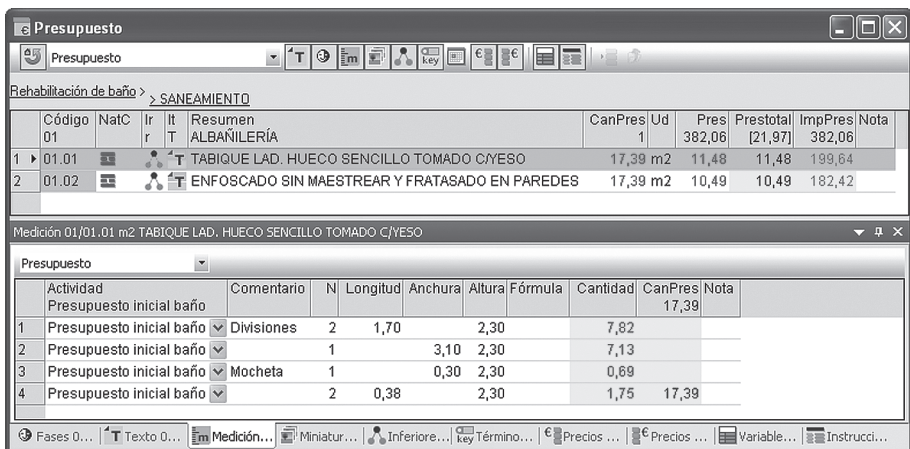 Presupuesto
Presupuesto
Rehabilitación de baño > > SANEAMIENTO
Código NatC Ir It Resumen CanPres Ud Pres Prestotal ImpPres Nota
01 r T ALBAÑILERÍA 1 382,06 [21,97] 382,06
1 01.01 TABIQUE LAD. HUECO SENCILLO TOMADO C/YESO 17,39 m2 11,48 11,48 199,64
2 01.02 ENFOSCADO SIN MAESTREAR Y FRATASADO EN PAREDES 17,39 m2 10,49 10,49 182,42
Medición 01/01.01 m2 TABIQUE LAD. HUECO SENCILLO TOMADO C/YESO
Presupuesto
Actividad Comentario N Longitud Anchura Altura Fórmula Cantidad CanPres Nota
Presupuesto inicial baño 17,39
1 Presupuesto inicial baño Divisiones 2 1,70 2,30 7,82
2 Presupuesto inicial baño 1 3,10 2,30 7,13
3 Presupuesto inicial baño Mocheta 1 0,30 2,30 0,69
4 Presupuesto inicial baño 2 0,38 2,30 1,75 17,39
Fases 0... Texto 0... Medición... Miniatur... Inferiore... key Término... Precios ... Precios ... Variable... Instrucci...